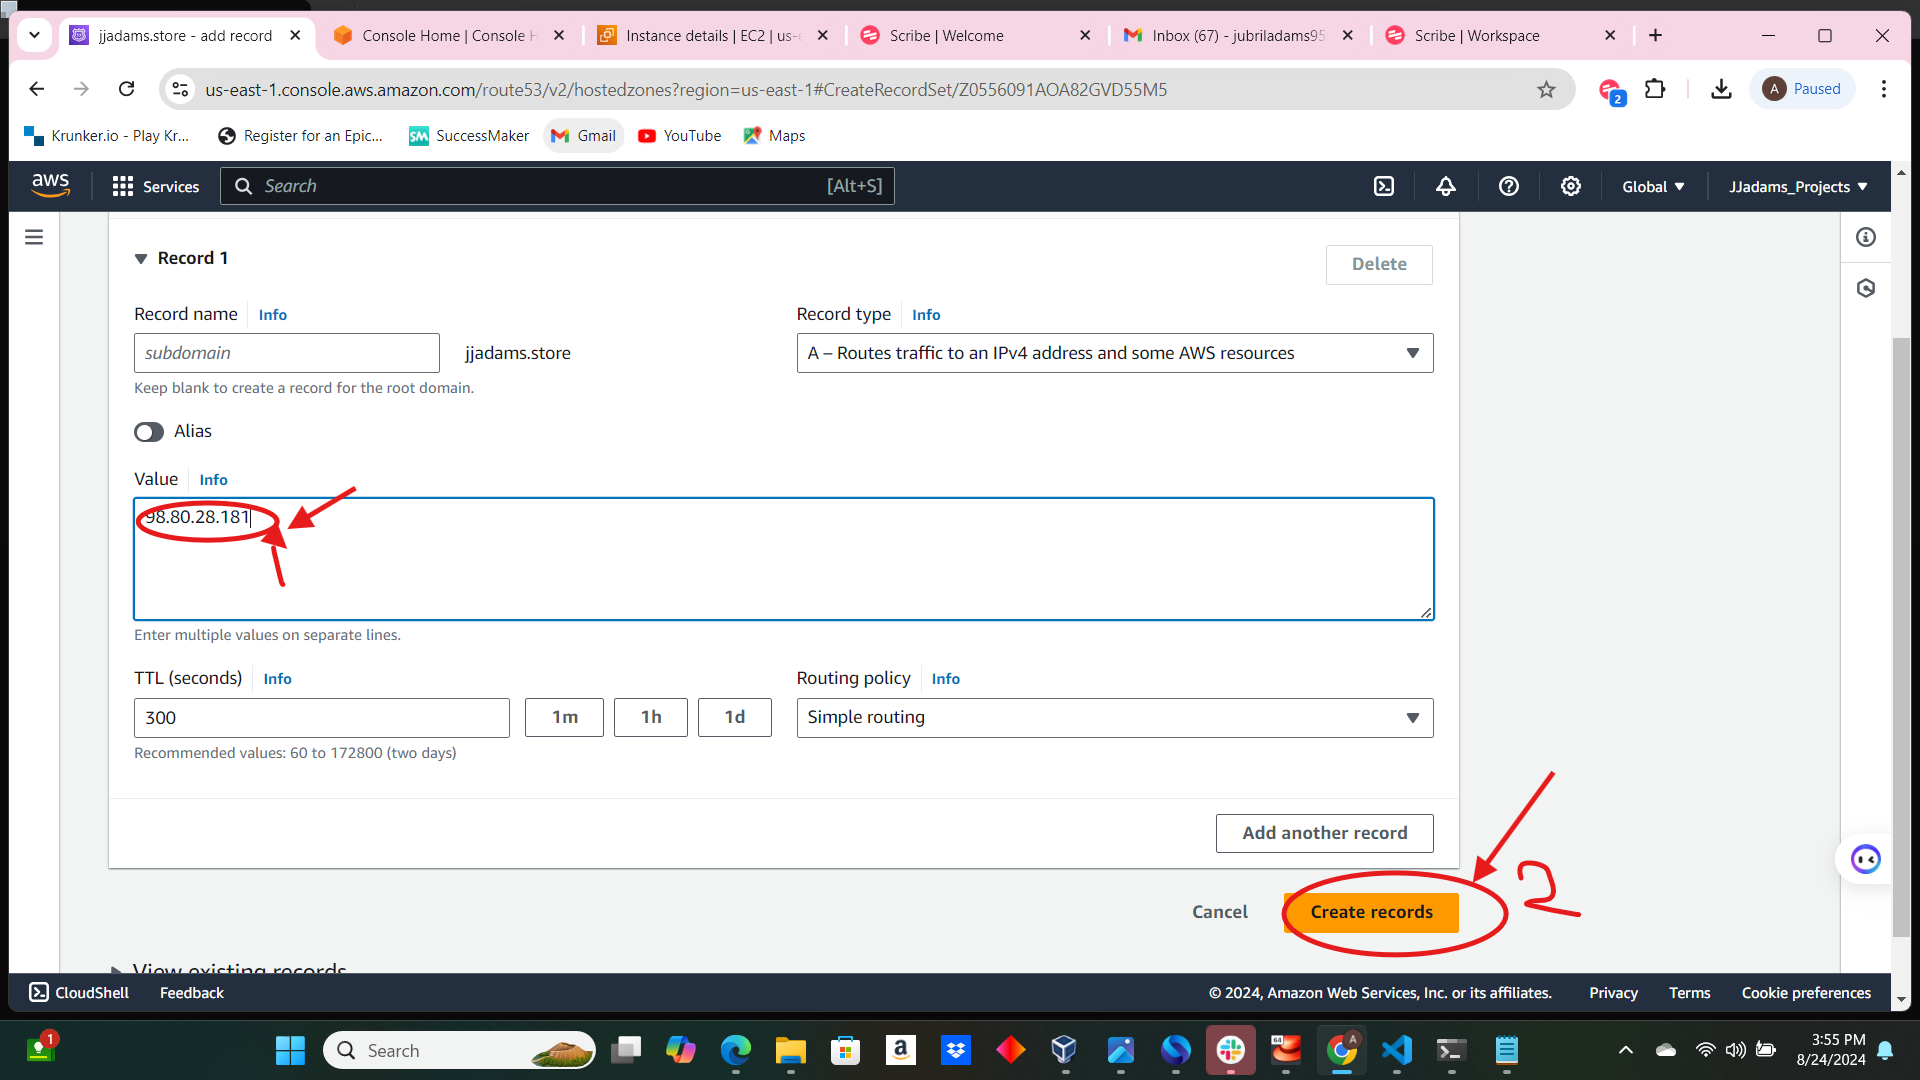 jjadams.store - add record
Console Home | Console H
Instance details | EC2 | us-e
Scribe | Welcome
Inbox (67) - jubriladams95
Scribe | Workspace
us-east-1.console.aws.amazon.com/route53/v2/hostedzones?region=us-east-1#CreateRecordSet/Z0556091AOA82GVD55M5
2
A Paused
Krunker.io - Play Kr...
Register for an Epic...
SM SuccessMaker
Gmail
YouTube
Maps
aws
Services
Search
[Alt+S]
Global
JJadams_Projects
Record 1
Delete
Record name Info
Record type Info
subdomain
jjadams.store
A – Routes traffic to an IPv4 address and some AWS resources
Keep blank to create a record for the root domain.
Alias
Value Info
98.80.28.181
Enter multiple values on separate lines.
TTL (seconds) Info
Routing policy Info
300
1m
1h
1d
Simple routing
Recommended values: 60 to 172800 (two days)
Add another record
Cancel
Create records
2
View existing records
CloudShell
Feedback
© 2024, Amazon Web Services, Inc. or its affiliates.
Privacy
Terms
Cookie preferences
1
Search
a
64
A
3:55 PM
8/24/2024